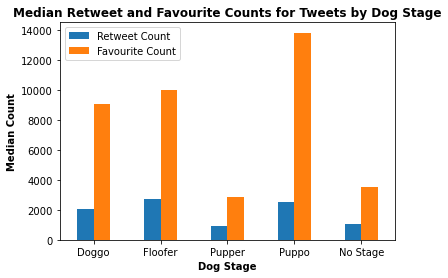 Median Retweet and Favourite Counts for Tweets by Dog Stage
Retweet Count
Favourite Count
Median Count
14000
12000
10000
8000
6000
4000
2000
0
Doggo Floofer Pupper Puppo No Stage
Dog Stage